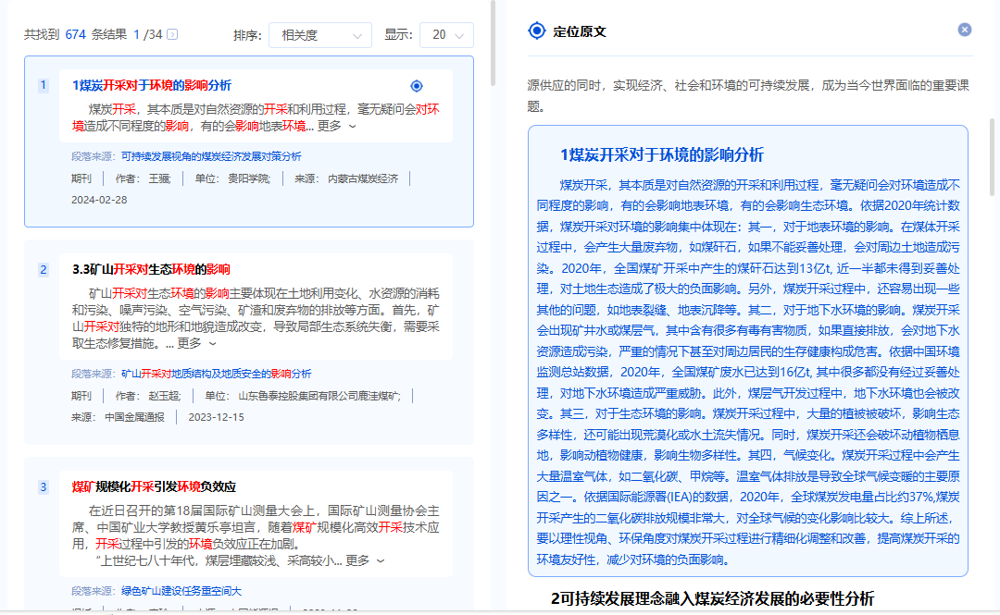 共找到 674 条结果 1 /34
排序： 相关度 显示： 20
1
1煤炭开采对于环境的影响分析
煤炭开采，其本质是对自然资源的开采和利用过程，毫无疑问会对环
境造成不同程度的影响，有的会影响地表环境... 更多
段落来源：可持续发展视角的煤炭经济发展对策分析
期刊 作者： 王骊; 单位： 贵阳学院; 来源： 内蒙古煤炭经济
2024-02-28
2
3.3矿山开采对生态环境的影响
矿山开采对生态环境的影响主要体现在土地利用变化、水资源的消耗
和污染、噪声污染、空气污染、矿渣和废弃物的排放等方面。首先，矿
山开采对独特的地形和地貌造成改变，导致局部生态系统失衡，需要采
取生态修复措施。... 更多
段落来源：矿山开采对地质结构及地质安全的影响分析
期刊 作者： 赵玉超; 单位： 山东鲁泰控股集团有限公司鹿洼煤矿;
来源： 中国金属通报 2023-12-15
3
煤矿规模化开采引发环境负效应
在近日召开的第18届国际矿山测量大会上，国际矿山测量协会主
席、中国矿业大学教授黄乐亭坦言，随着煤矿规模化高效开采技术应
用，开采过程中引发的环境负效应正在加剧。
“上世纪七八十年代，煤层埋藏较浅、采高较小... 更多
段落来源：绿色矿山建设任务重空间大
定位原文
源供应的同时，实现经济、社会和环境的可持续发展，成为当今世界面临的重要课
题。
1煤炭开采对于环境的影响分析
煤炭开采，其本质是对自然资源的开采和利用过程，毫无疑问会对环境造成不
同程度的影响，有的会影响地表环境，有的会影响生态环境。依据2020年统计数
据，煤炭开采对环境的影响集中体现在：其一，对于地表环境的影响。在煤体开采
过程中，会产生大量废弃物，如煤矸石，如果不能妥善处理，会对周边土地造成污
染。2020年，全国煤矿开采中产生的煤矸石达到13亿t, 近一半都未得到妥善处
理，对土地生态造成了极大的负面影响。另外，煤炭开采过程中，还容易出现一些
其他的问题，如地表裂缝、地表沉降等。其二，对于地下水环境的影响。煤炭开采
会出现矿井水或煤层气，其中含有很多有毒有害物质，如果直接排放，会对地下水
资源造成污染，严重的情况下甚至对周边居民的生存健康构成危害。依据中国环境
监测总站数据，2020年，全国煤矿废水已达到16亿t, 其中很多都没有经过妥善处
理，对地下水环境造成严重威胁。此外，煤层气开发过程中，地下水环境也会被改
变。其三，对于生态环境的影响。煤炭开采过程中，大量的植被被破坏，影响生态
多样性，还可能出现荒漠化或水土流失情况。同时，煤炭开采还会破坏动植物栖息
地，影响动植物健康，影响生物多样性。其四，气候变化。煤炭开采过程中会产生
大量温室气体，如二氧化碳、甲烷等。温室气体排放是导致全球气候变暖的主要原
因之一。依据国际能源署(IEA)的数据，2020年，全球煤炭发电量占比约37%,煤炭
开采产生的二氧化碳排放规模非常大，对全球气候的变化影响比较大。综上所述，
要以理性视角、环保角度对煤炭开采过程进行精细化调整和改善，提高煤炭开采的
环境友好性，减少对环境的负面影响。
2可持续发展理念融入煤炭经济发展的必要性分析